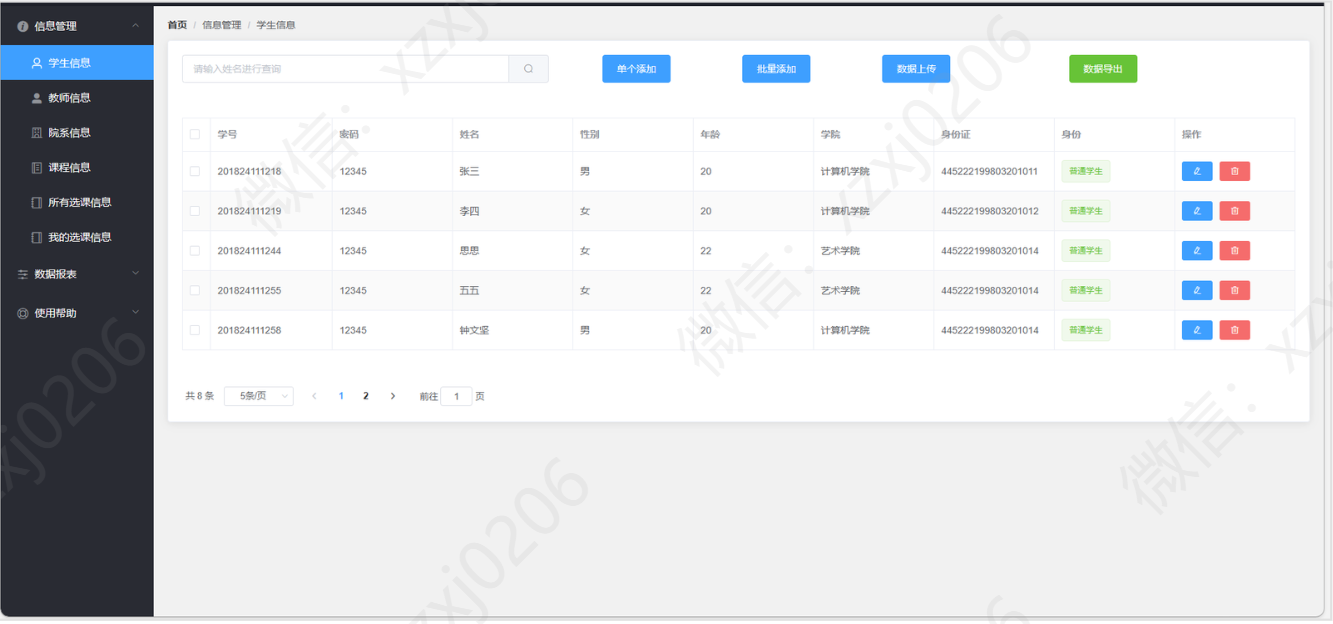 信息管理
学生信息
教师信息
院系信息
课程信息
所有选课信息
我的选课信息
数据报表
使用帮助
首页 / 信息管理 / 学生信息
请输入姓名进行查询
单个添加 批量添加 数据上传 数据导出
学号 密码 姓名 性别 年龄 学院 身份证 身份 操作
201824111218 12345 张三 男 20 计算机学院 445222199803201011 普通学生
201824111219 12345 李四 女 20 计算机学院 445222199803201012 普通学生
201824111244 12345 思思 女 22 艺术学院 445222199803201014 普通学生
201824111255 12345 五五 女 22 艺术学院 445222199803201014 普通学生
201824111258 12345 钟文坚 男 20 计算机学院 445222199803201014 普通学生
共 8 条 5条/页 1 2 前往 1 页
微信：xzxj0206
微信：xzxj0206
微信：xz
xj0206
xzxj0206